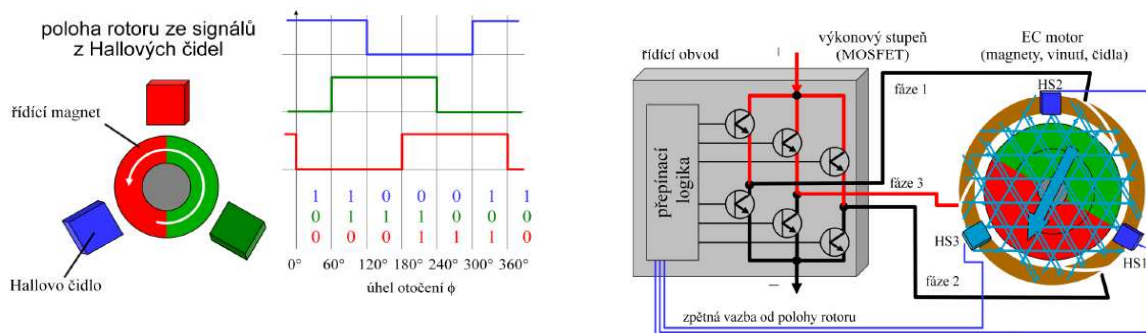 poloha rotoru ze signálů
z Hallových čidel
řídící magnet
Hallovo čidlo
1 1 0 0 0 1 1
0 1 1 1 0 0 0
0 0 0 1 1 1 0
0° 60° 120° 180° 240° 300° 360°
úhel otočení ϕ
řídící obvod
výkonový stupeň
(MOSFET)
EC motor
(magnety, vinutí, čidla)
přepínací
logika
fáze 1
fáze 3
fáze 2
HS2
HS3
HS1
zpětná vazba od polohy rotoru